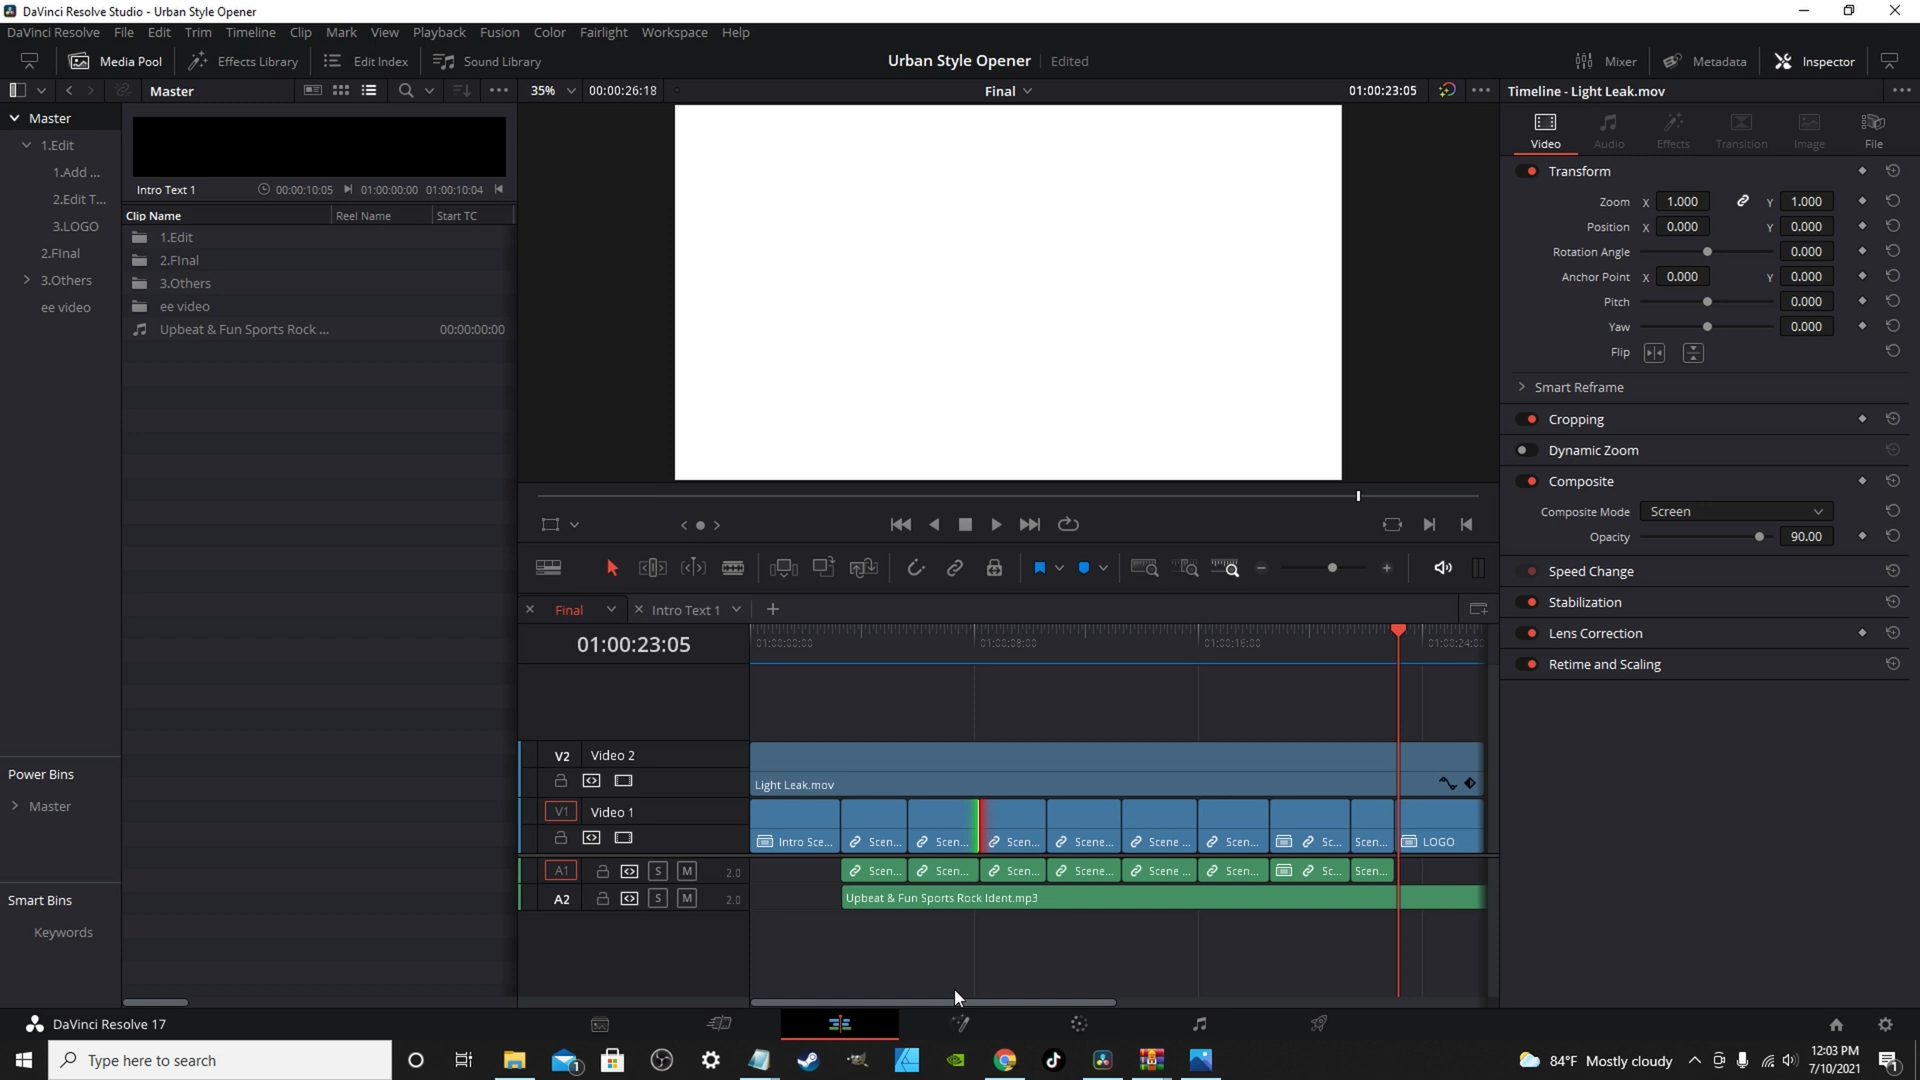 DaVinci Resolve Studio - Urban Style Opener
DaVinci Resolve File Edit Trim Timeline Clip Mark View Playback Fusion Color Fairlight Workspace Help
Media Pool Effects Library Edit Index Sound Library Urban Style Opener Edited Mixer Metadata Inspector
Master 35% 00:00:26:18 Final 01:00:23:05 Timeline - Light Leak.mov
Master
1.Edit
1.Add ...
2.Edit T...
3.LOGO
2.FInal
3.Others
ee video
Intro Text 1 00:00:10:05 01:00:00:00 01:00:10:04
Clip Name Reel Name Start TC
1.Edit
2.FInal
3.Others
ee video
Upbeat & Fun Sports Rock ... 00:00:00:00
Power Bins
Master
Smart Bins
Keywords
Video Audio Effects Transition Image File
Transform
Zoom X 1.000 Y 1.000
Position X 0.000 Y 0.000
Rotation Angle 0.000
Anchor Point X 0.000 Y 0.000
Pitch 0.000
Yaw 0.000
Flip
Smart Reframe
Cropping
Dynamic Zoom
Composite
Composite Mode Screen
Opacity 90.00
Speed Change
Stabilization
Lens Correction
Retime and Scaling
Final Intro Text 1
01:00:23:05 01:00:00:00 01:00:08:00 01:00:16:00 01:00:24:0
V2 Video 2
Light Leak.mov
V1 Video 1
Intro Sce... Scen... Scen... Scen... Scene... Scene ... Scen... Sc... Scen... LOGO
A1 S M 2.0 Scen... Scen... Scen... Scene... Scene ... Scen... Sc... Scen...
A2 S M 2.0 Upbeat & Fun Sports Rock Ident.mp3
DaVinci Resolve 17
Type here to search
1
84°F Mostly cloudy
12:03 PM
7/10/2021
1